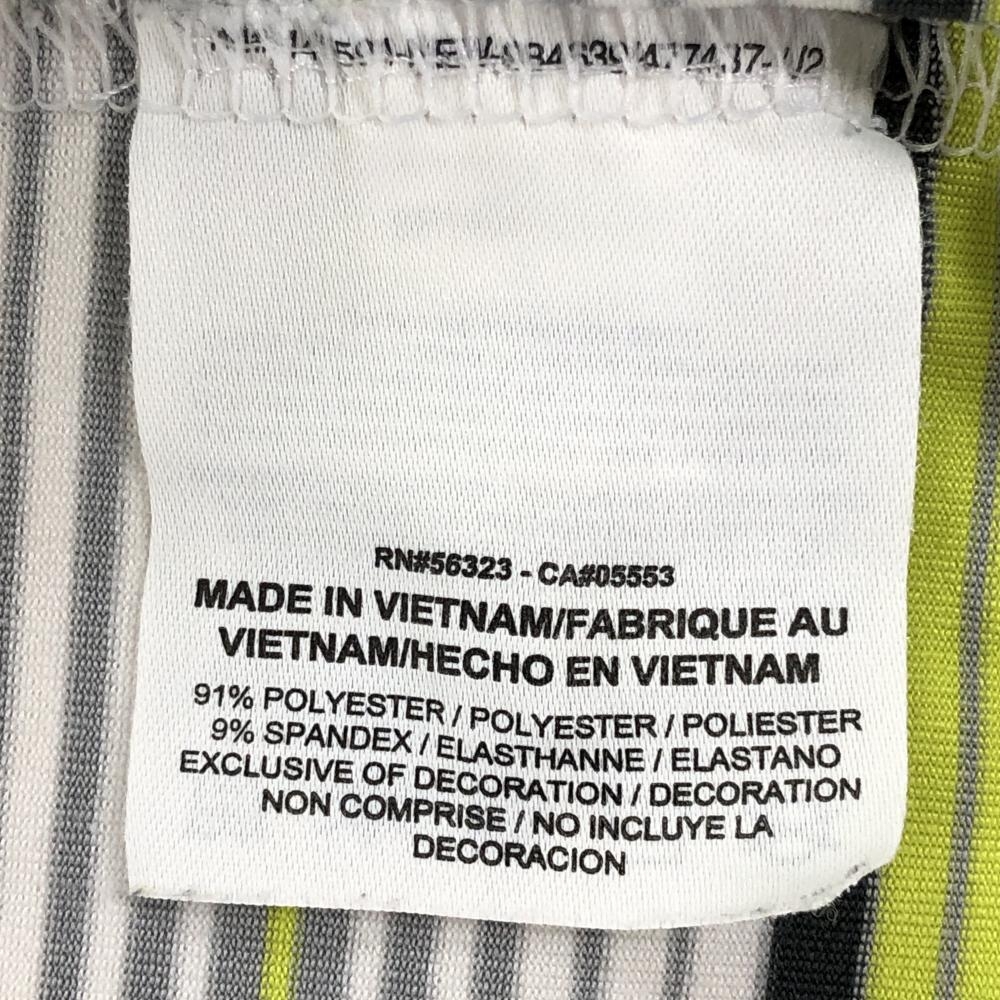 RN#56323 - CA#05553
MADE IN VIETNAM/FABRIQUE AU
VIETNAM/HECHO EN VIETNAM
91% POLYESTER / POLYESTER / POLIESTER
9% SPANDEX / ELASTHANNE / ELASTANO
EXCLUSIVE OF DECORATION / DECORATION
NON COMPRISE / NO INCLUYE LA
DECORACION